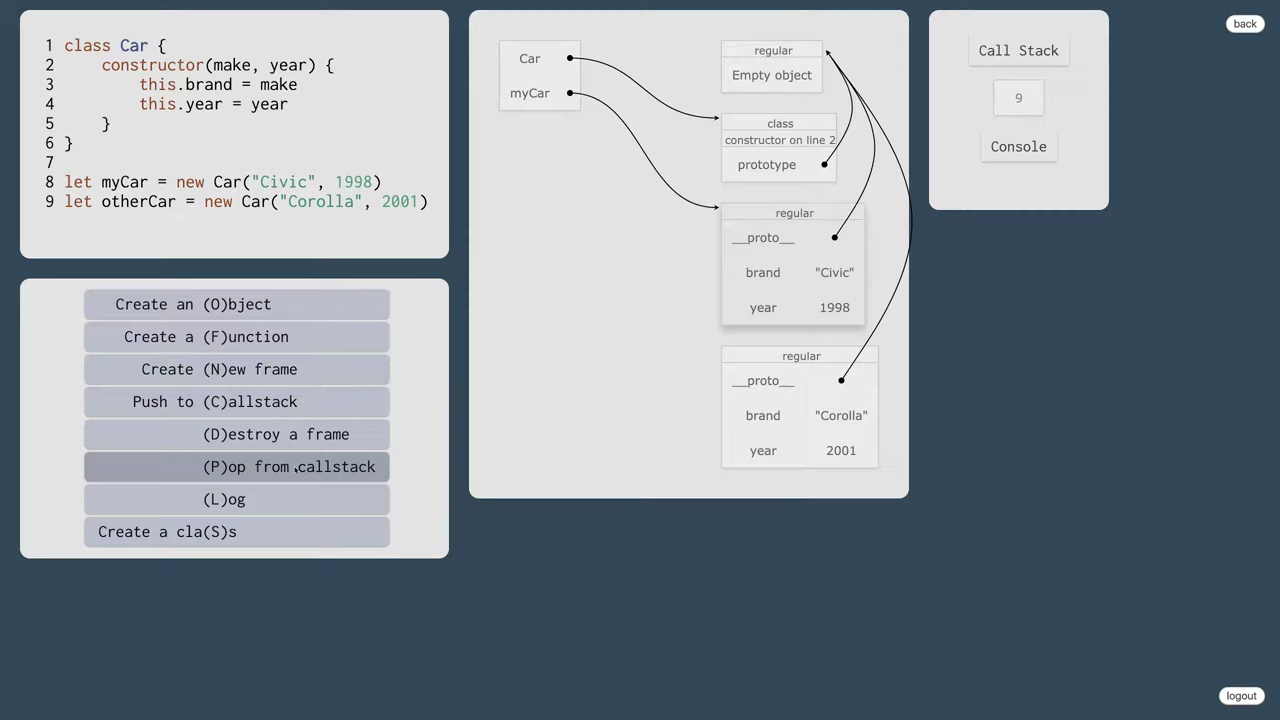 back
1 class Car {
2 constructor(make, year) {
3 this.brand = make
4 this.year = year
5 }
6 }
7
8 let myCar = new Car("Civic", 1998)
9 let otherCar = new Car("Corolla", 2001)
Create an (O)bject
Create a (F)unction
Create (N)ew frame
Push to (C)allstack
(D)estroy a frame
(P)op from callstack
(L)og
Create a cla(S)s
Car
myCar
regular
Empty object
class
constructor on line 2
prototype
regular
__proto__
brand "Civic"
year 1998
regular
__proto__
brand "Corolla"
year 2001
Call Stack
9
Console
logout